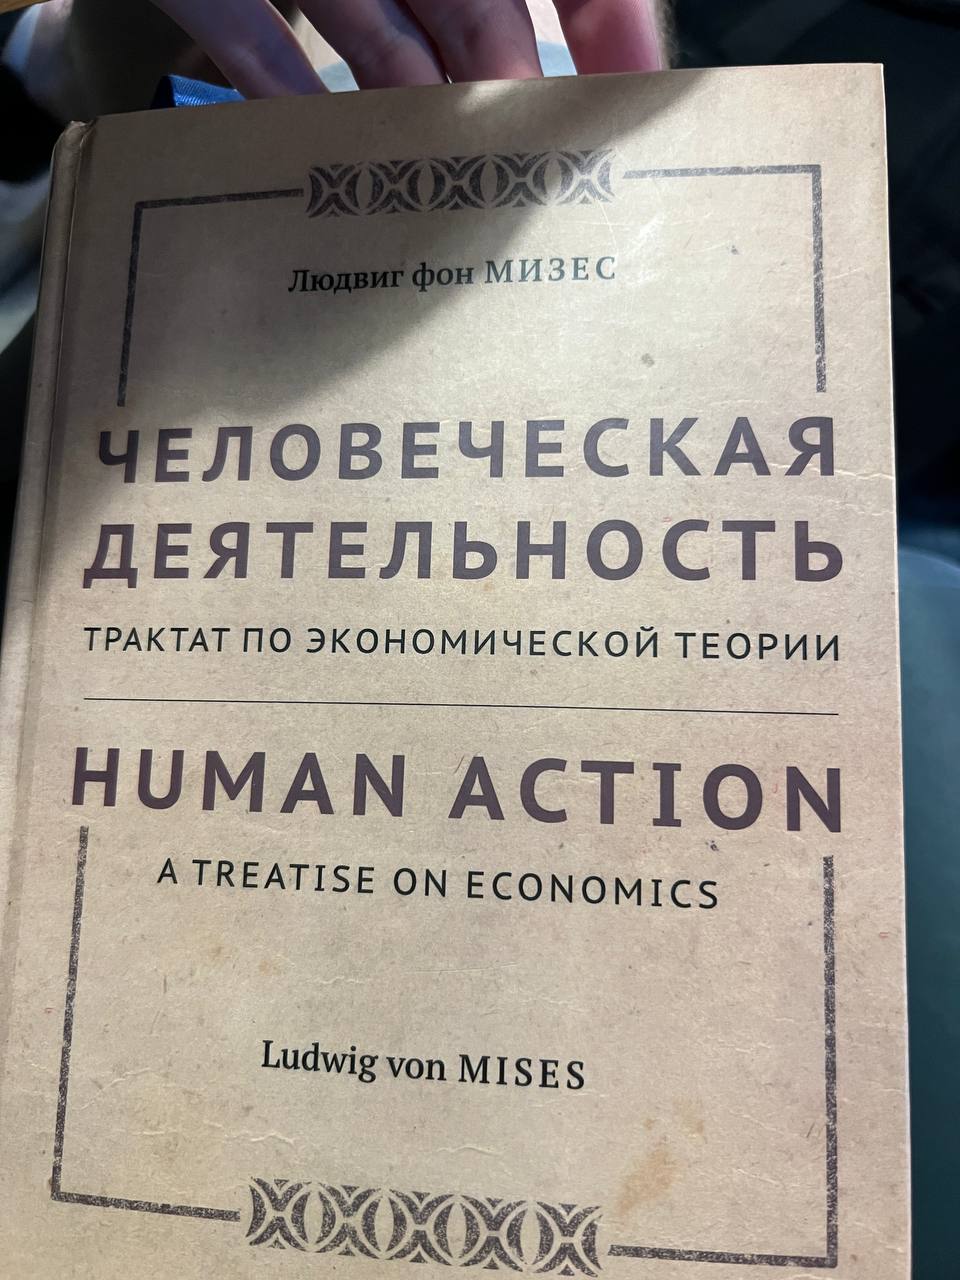 Людвиг фон МИЗЕС
ЧЕЛОВЕЧЕСКАЯ
ДЕЯТЕЛЬНОСТЬ
ТРАКТАТ ПО ЭКОНОМИЧЕСКОЙ ТЕОРИИ
HUMAN ACTION
A TREATISE ON ECONOMICS
Ludwig von MISES